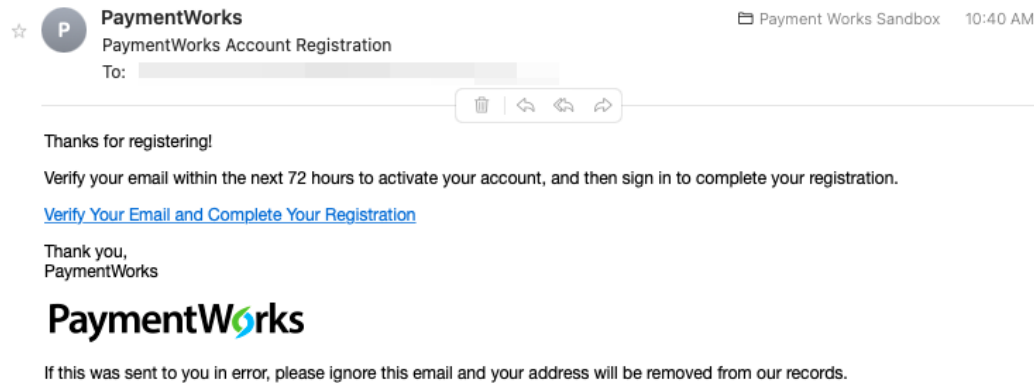 P
PaymentWorks
Payment Works Sandbox 10:40 AM
PaymentWorks Account Registration
To:
Thanks for registering!
Verify your email within the next 72 hours to activate your account, and then sign in to complete your registration.
Verify Your Email and Complete Your Registration
Thank you,
PaymentWorks
PaymentWorks
If this was sent to you in error, please ignore this email and your address will be removed from our records.